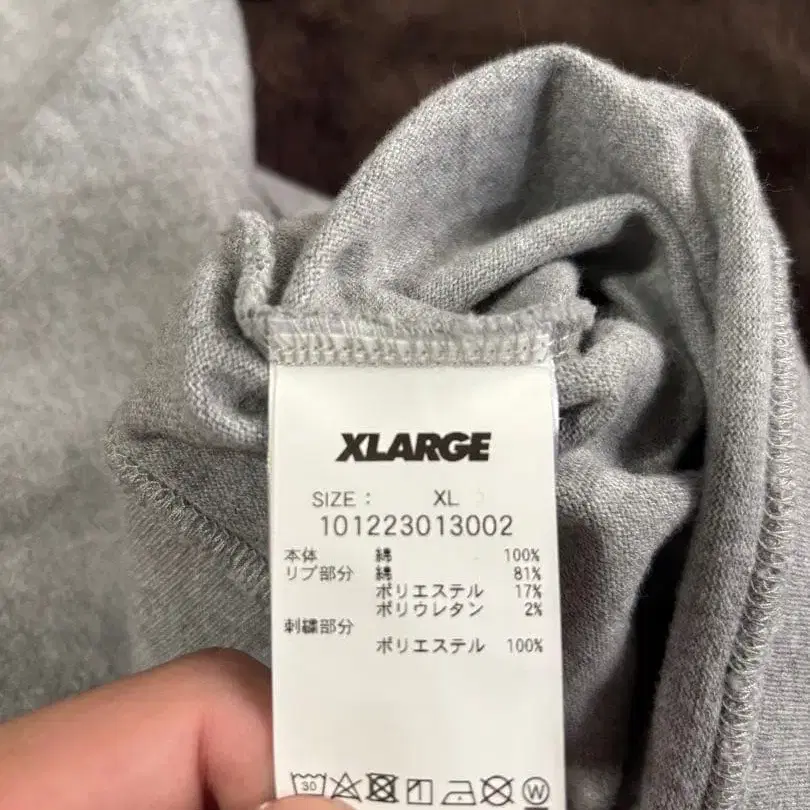 XLARGE
SIZE: XL
101223013002
本体 綿 100%
リブ部分 綿 81%
ポリエステル 17%
ポリウレタン 2%
刺繍部分
ポリエステル 100%
30 W